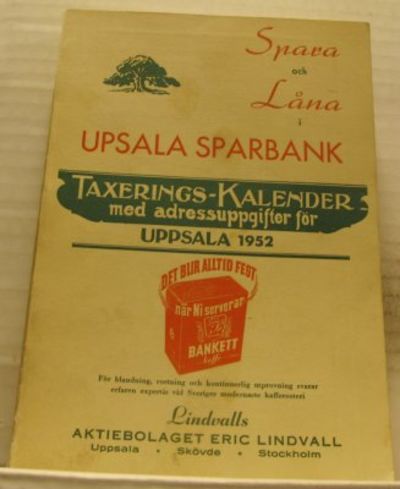 Spara
och
Låna
i
UPSALA SPARBANK
TAXERINGS-KALENDER
med adressuppgifter för
UPPSALA 1952
DET BLIR ALLTID FEST
när Ni serverar
BANKETT
kaffe
För blandning, rostning och kontinuerlig utprovning svarar
erfaren expertis vid Sveriges modernaste kafferosteri
Lindvalls
AKTIEBOLAGET ERIC LINDVALL
Uppsala • Skövde • Stockholm